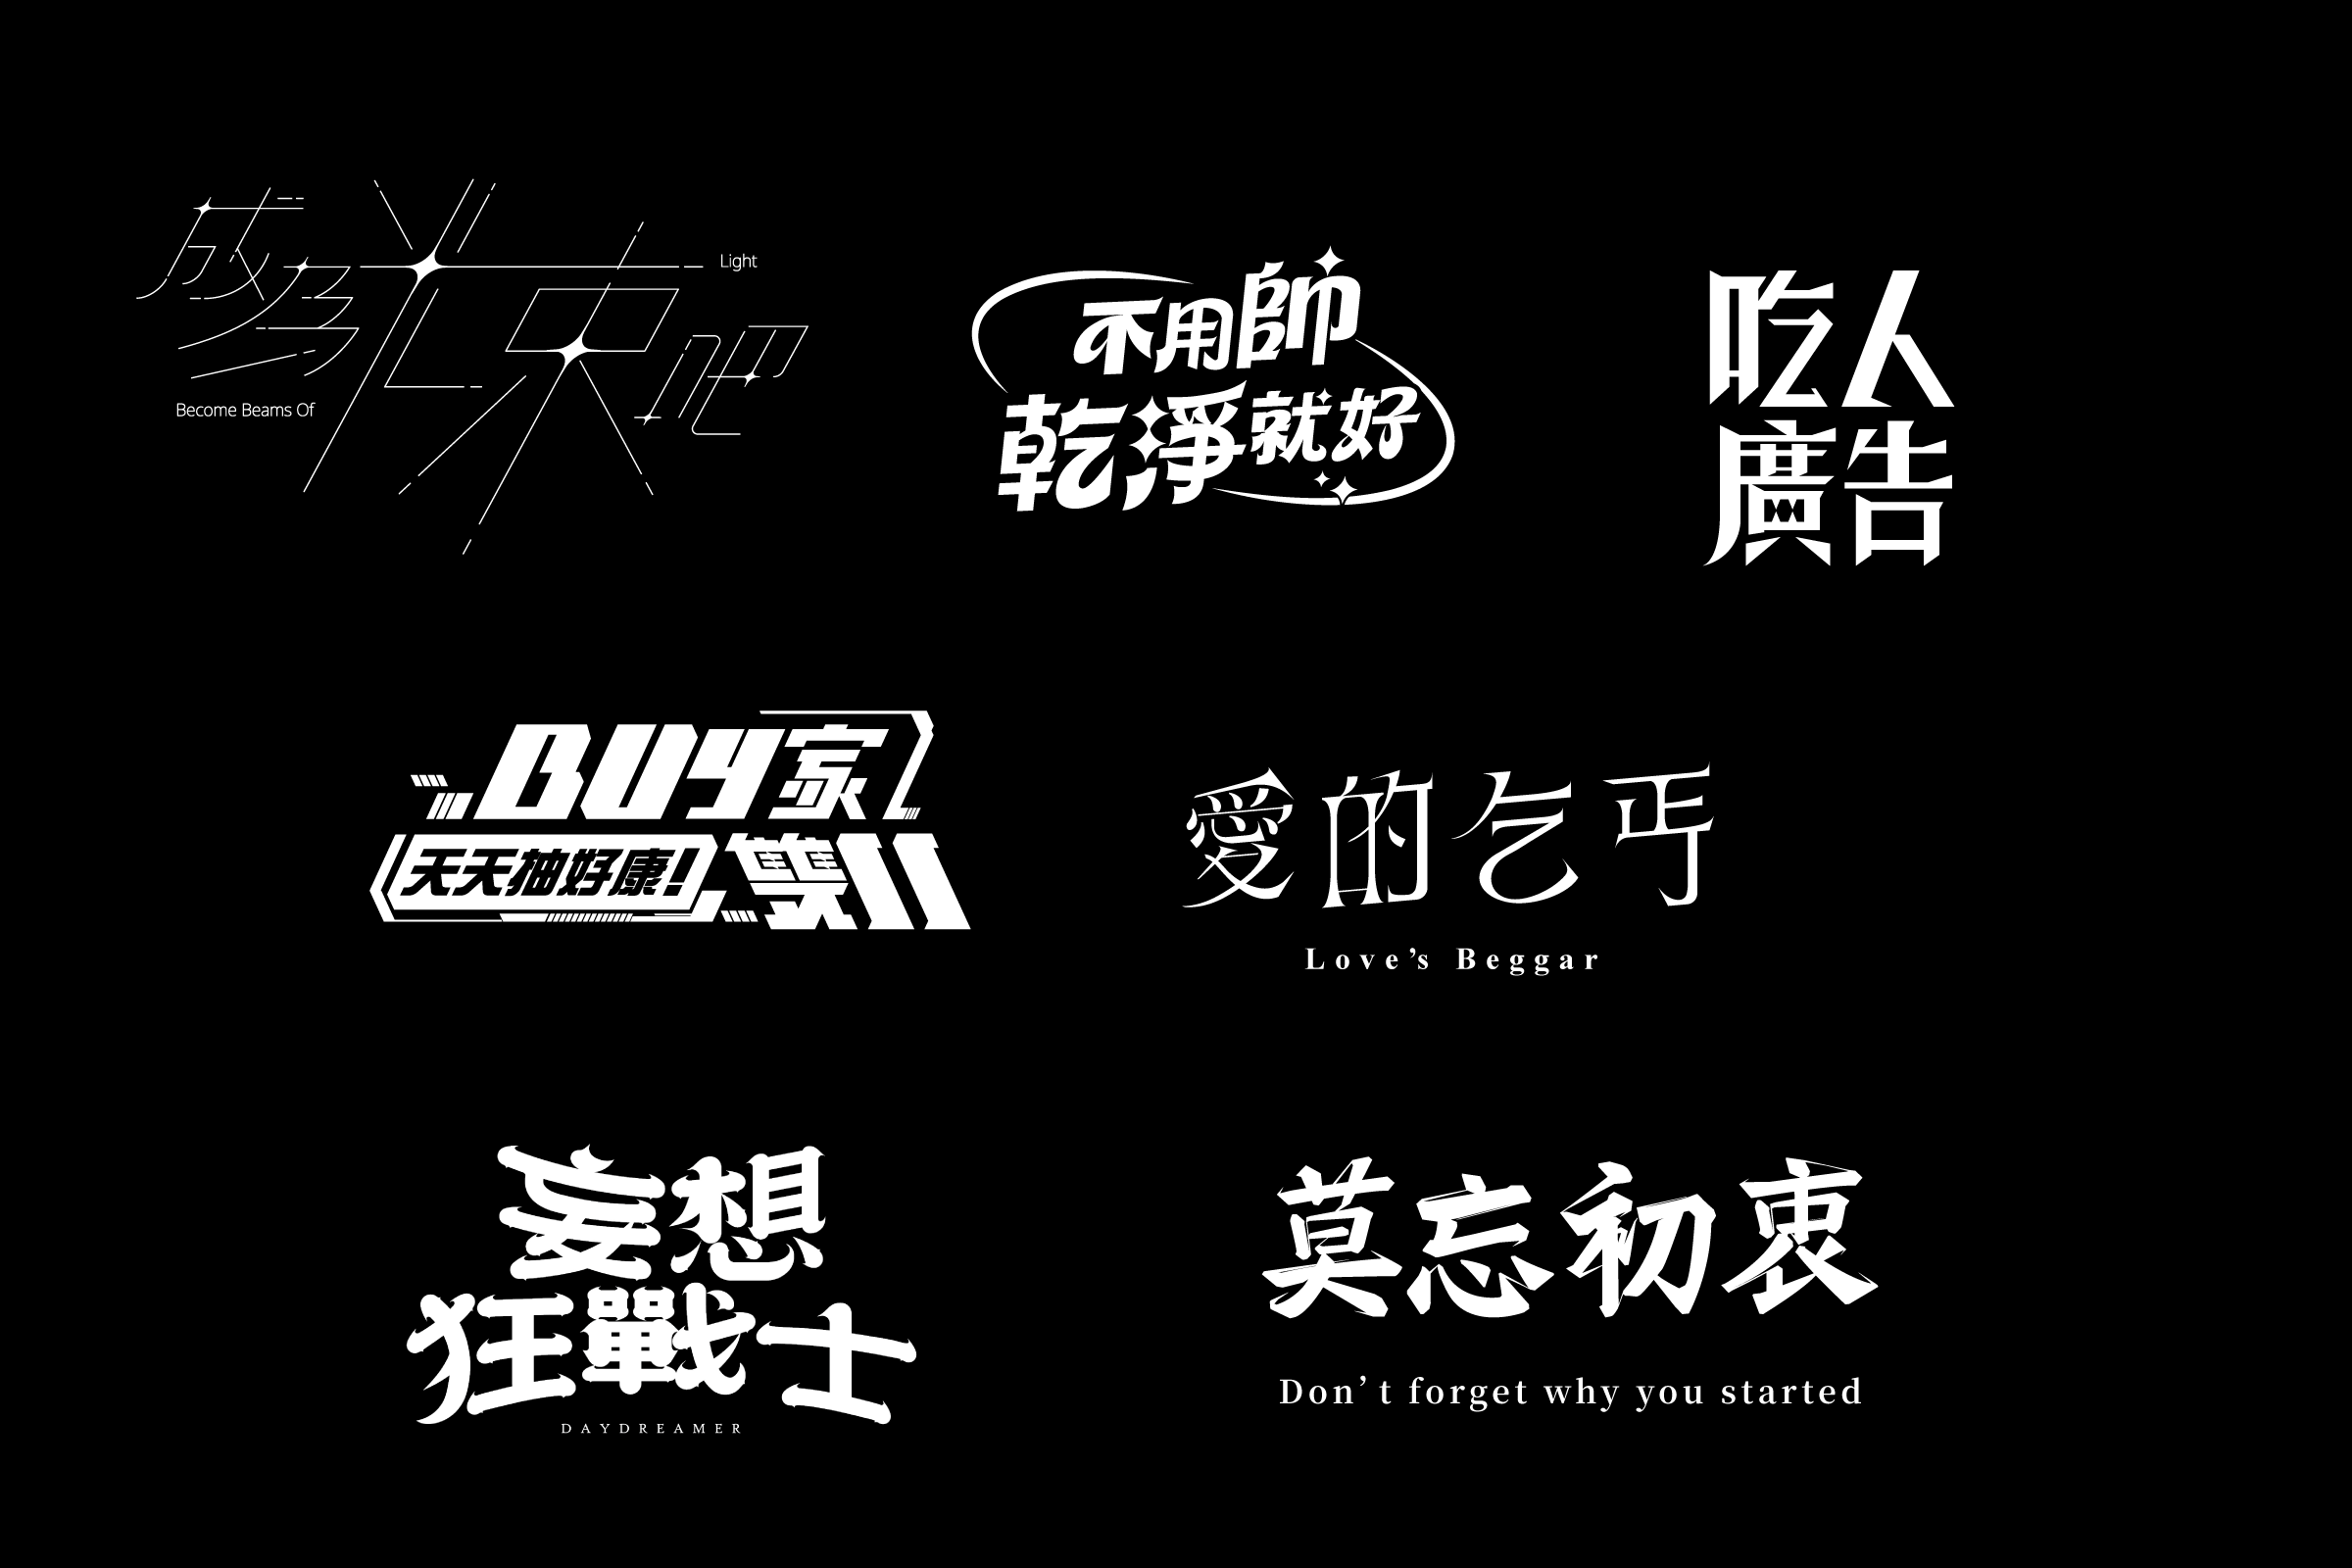 成為光束吧
Light
Become Beams Of
不用帥
乾淨就好
吃人
廣告
BUY家
天天抽好康! 雙11
愛的乞丐
Love’s Beggar
妄想
狂戰士
DAYDREAMER
莫忘初衷
Don’t forget why you started